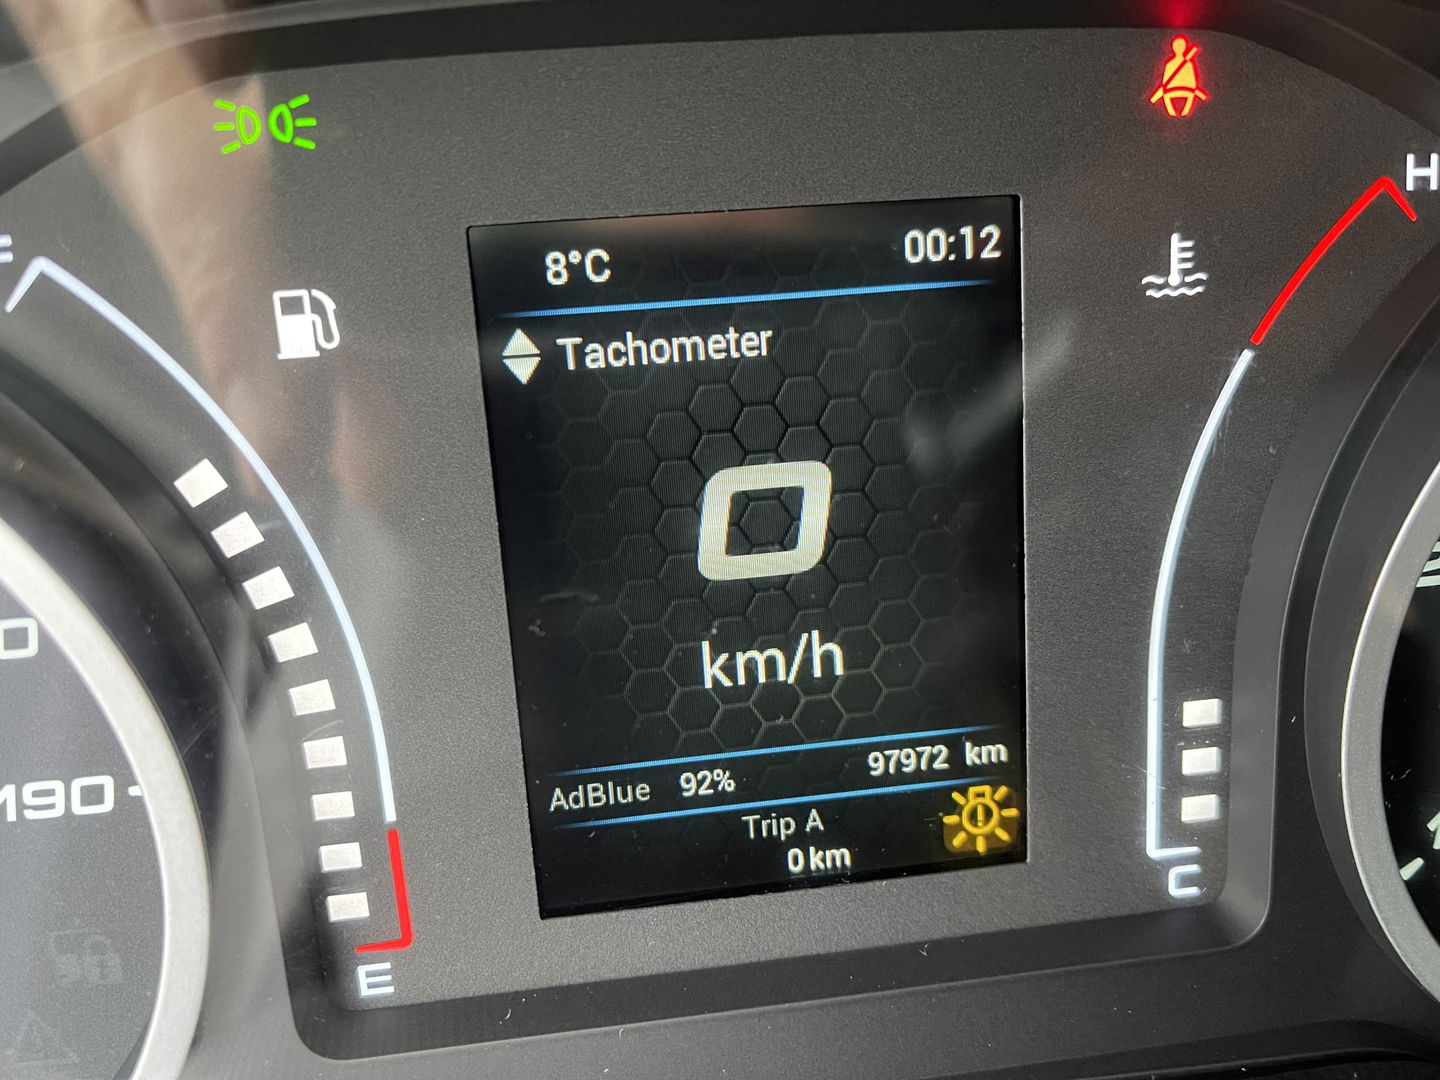 8°C
00:12
H
Tachometer
0
km/h
190
AdBlue 92%
97972 km
Trip A
0 km
C
E